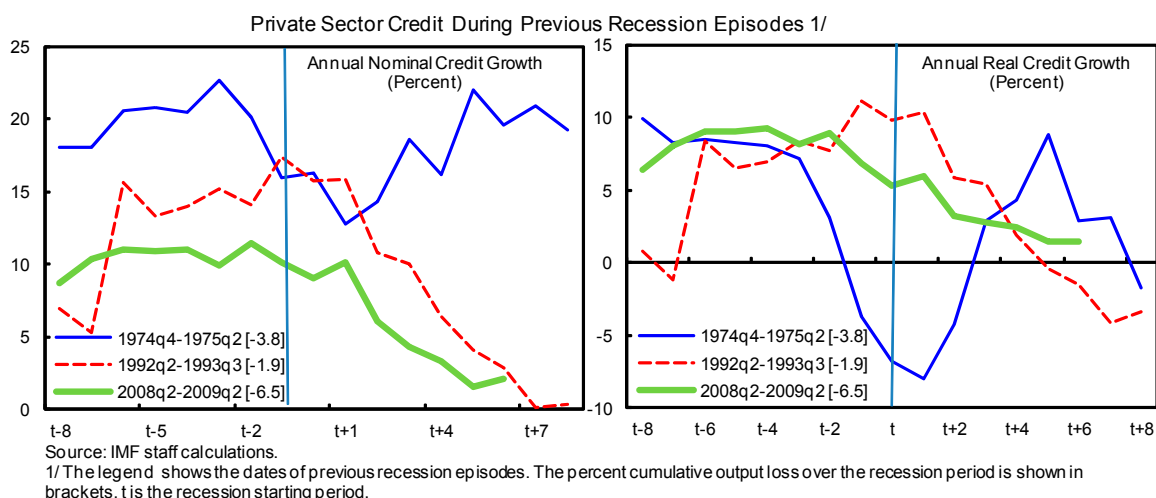 Private Sector Credit During Previous Recession Episodes 1/
25
20
15
10
5
0
Annual Nominal Credit Growth
(Percent)
1974q4-1975q2 [-3.8]
1992q2-1993q3 [-1.9]
2008q2-2009q2 [-6.5]
t-8 t-5 t-2 t+1 t+4 t+7
15
10
5
0
-5
-10
Annual Real Credit Growth
(Percent)
1974q4-1975q2 [-3.8]
1992q2-1993q3 [-1.9]
2008q2-2009q2 [-6.5]
t-8 t-6 t-4 t-2 t t+2 t+4 t+6 t+8
Source: IMF staff calculations.
1/ The legend shows the dates of previous recession episodes. The percent cumulative output loss over the recession period is shown in
brackets. t is the recession starting period.